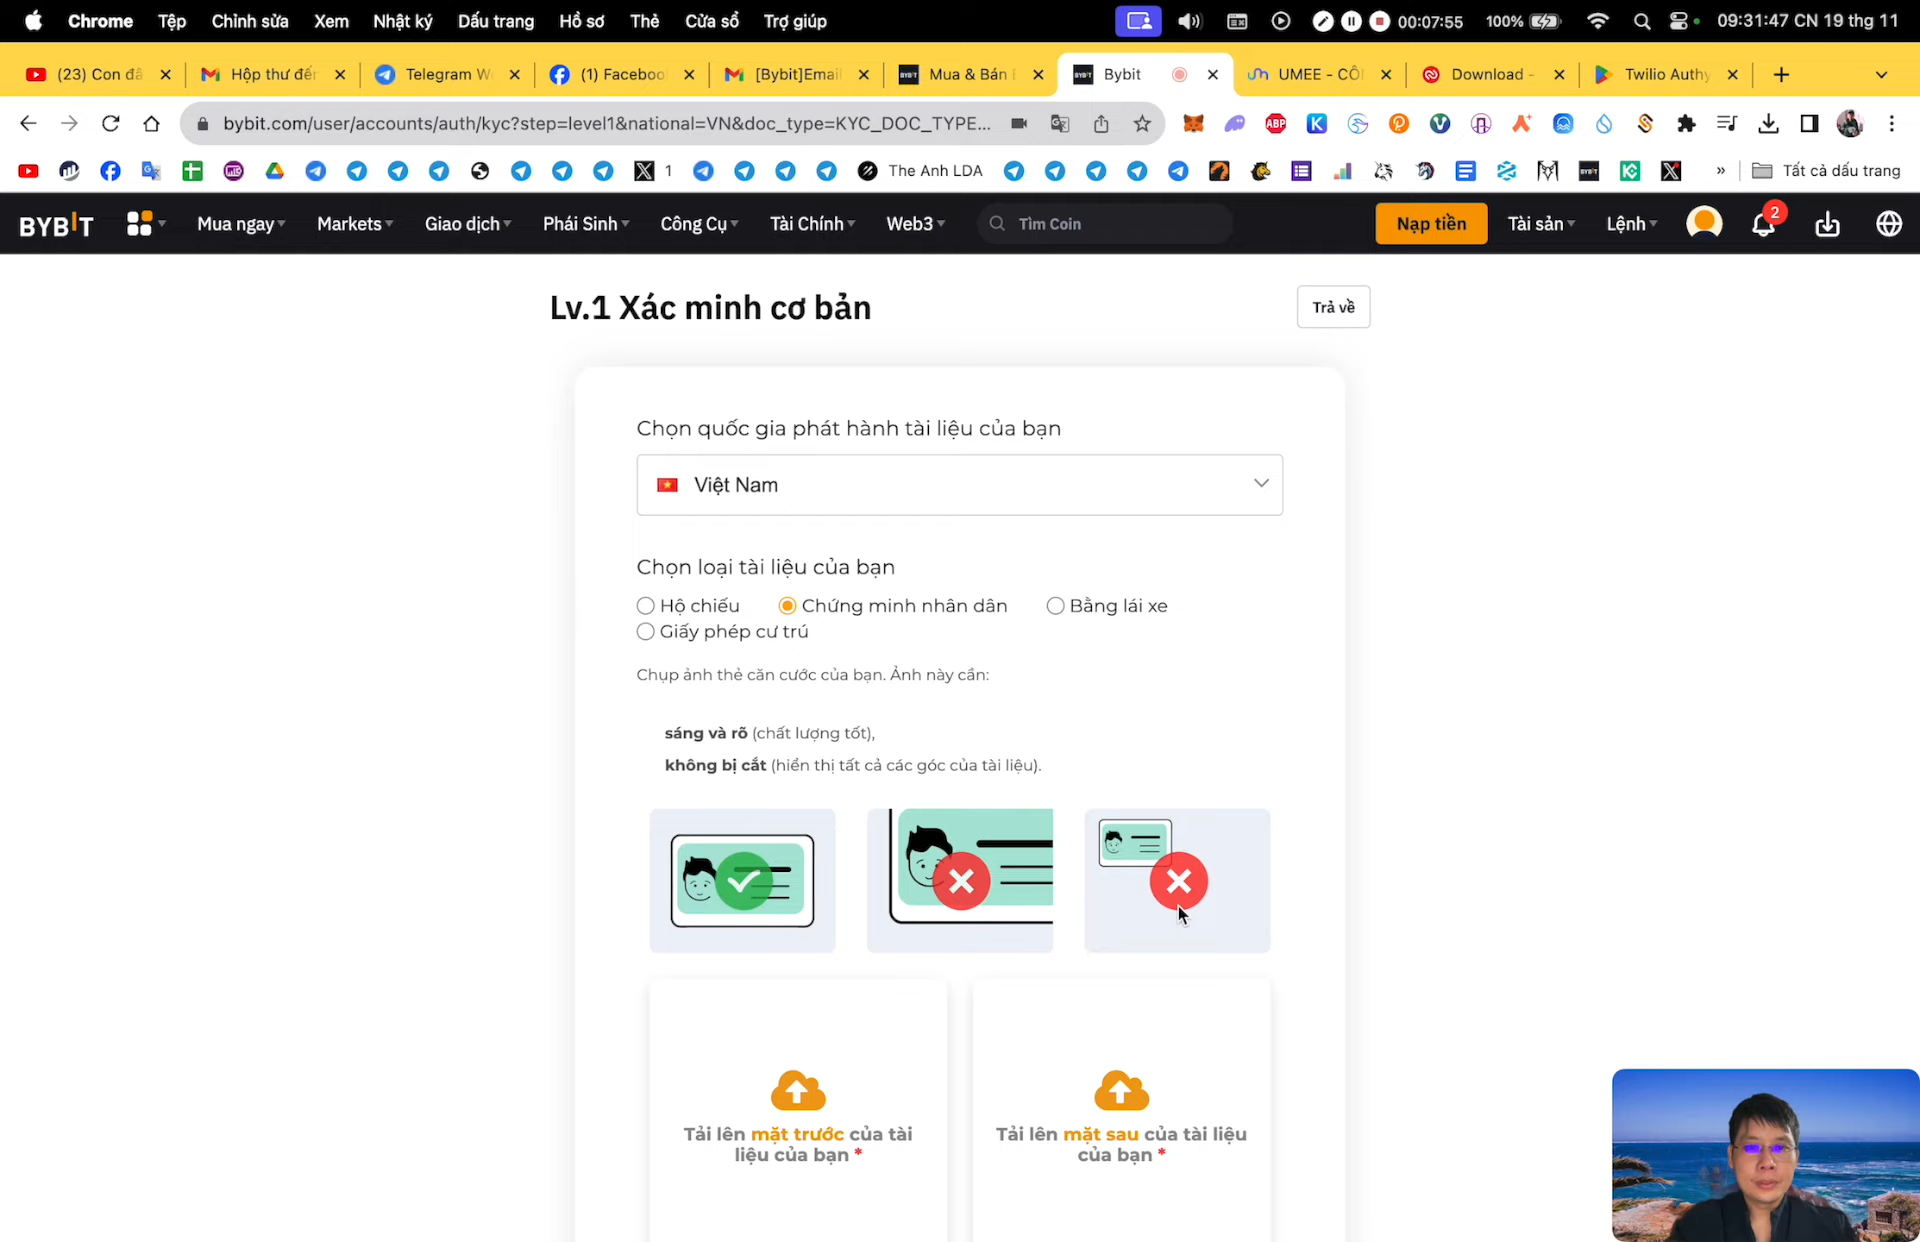 Chrome Tệp Chỉnh sửa Xem Nhật ký Dấu trang Hồ sơ Thẻ Cửa sổ Trợ giúp 00:07:55 100% 09:31:47 CN 19 thg 11
(23) Con đâ Hộp thư đến Telegram W (1) Faceboo [Bybit]Email Mua & Bán Bybit UMEE - CÔ Download - Twilio Authy
bybit.com/user/accounts/auth/kyc?step=level1&national=VN&doc_type=KYC_DOC_TYPE... ABP
1 The Anh LDA » Tất cả dấu trang
BYBIT Mua ngay Markets Giao dịch Phái Sinh Công Cụ Tài Chính Web3 Tìm Coin Nạp tiền Tài sản Lệnh 2
Lv.1 Xác minh cơ bản Trả về
Chọn quốc gia phát hành tài liệu của bạn
Việt Nam
Chọn loại tài liệu của bạn
Hộ chiếu Chứng minh nhân dân Bằng lái xe
Giấy phép cư trú
Chụp ảnh thẻ căn cước của bạn. Ảnh này cần:
sáng và rõ (chất lượng tốt),
không bị cắt (hiển thị tất cả các góc của tài liệu).
Tải lên mặt trước của tài
liệu của bạn *
Tải lên mặt sau của tài liệu
của bạn *